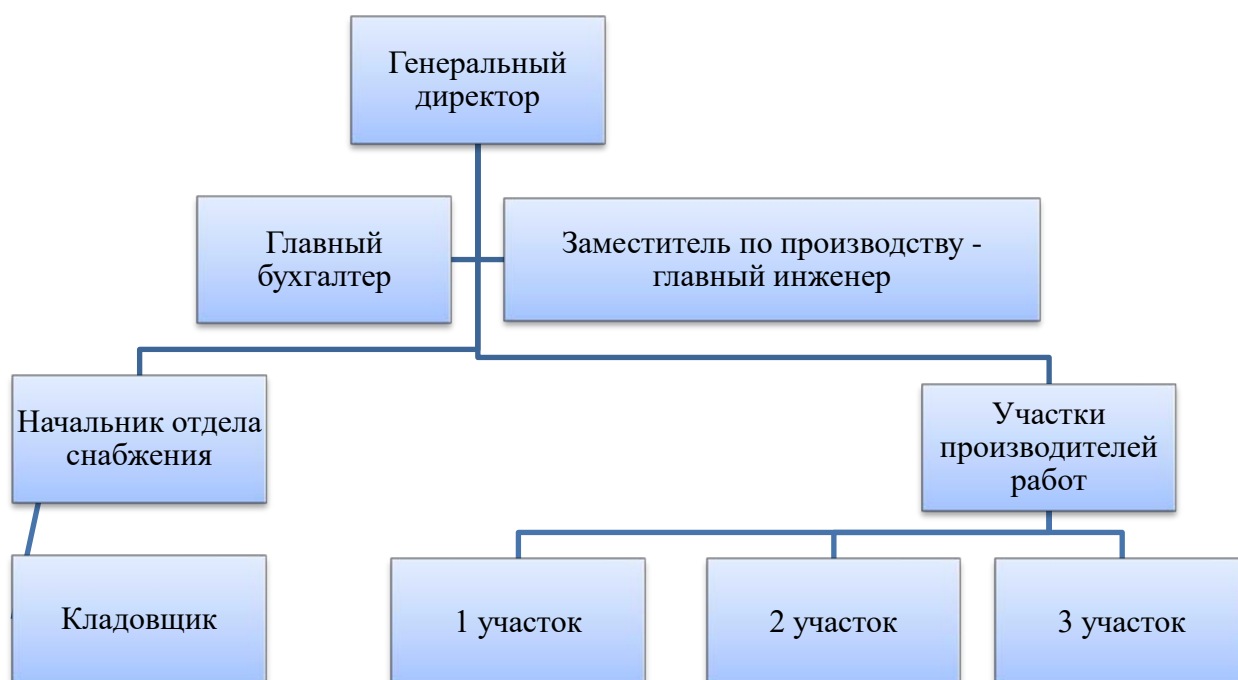 Генеральный
директор
Главный
бухгалтер
Заместитель по производству -
главный инженер
Начальник отдела
снабжения
Участки
производителей
работ
Кладовщик
1 участок
2 участок
3 участок